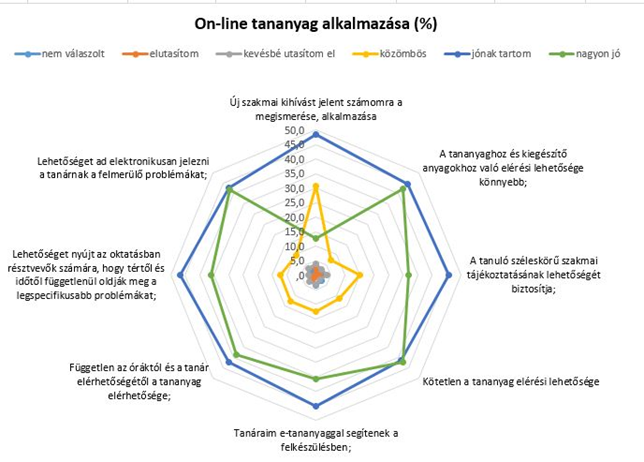 On-line tananyag alkalmazása (%)
nem válaszolt elutasítom kevésbé utasítom el közömbös jónak tartom nagyon jó
Új szakmai kihívást jelent számomra a
megismerése, alkalmazása
50,0
45,0
40,0
35,0
30,0
25,0
20,0
15,0
10,0
5,0
,0
A tananyaghoz és kiegészítő
anyagokhoz való elérési lehetősége
könnyebb;
A tanuló széleskörű szakmai
tájékoztatásának lehetőségét
biztosítja;
Kötetlen a tananyag elérési lehetősége
Tanáraim e-tananyaggal segítenek a
felkészülésben;
Független az óráktól és a tanár
elérhetőségétől a tananyag
elérhetősége;
Lehetőséget nyújt az oktatásban
résztvevők számára, hogy tértől és
időtől függetlenül oldják meg a
legspecifikusabb problémákat;
Lehetőséget ad elektronikusan jelezni
a tanárnak a felmerülő problémákat;